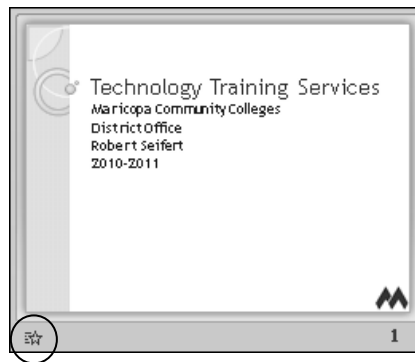 Technology Training Services
Maricopa Community Colleges
District Office
Robert Seifert
2010-2011
1